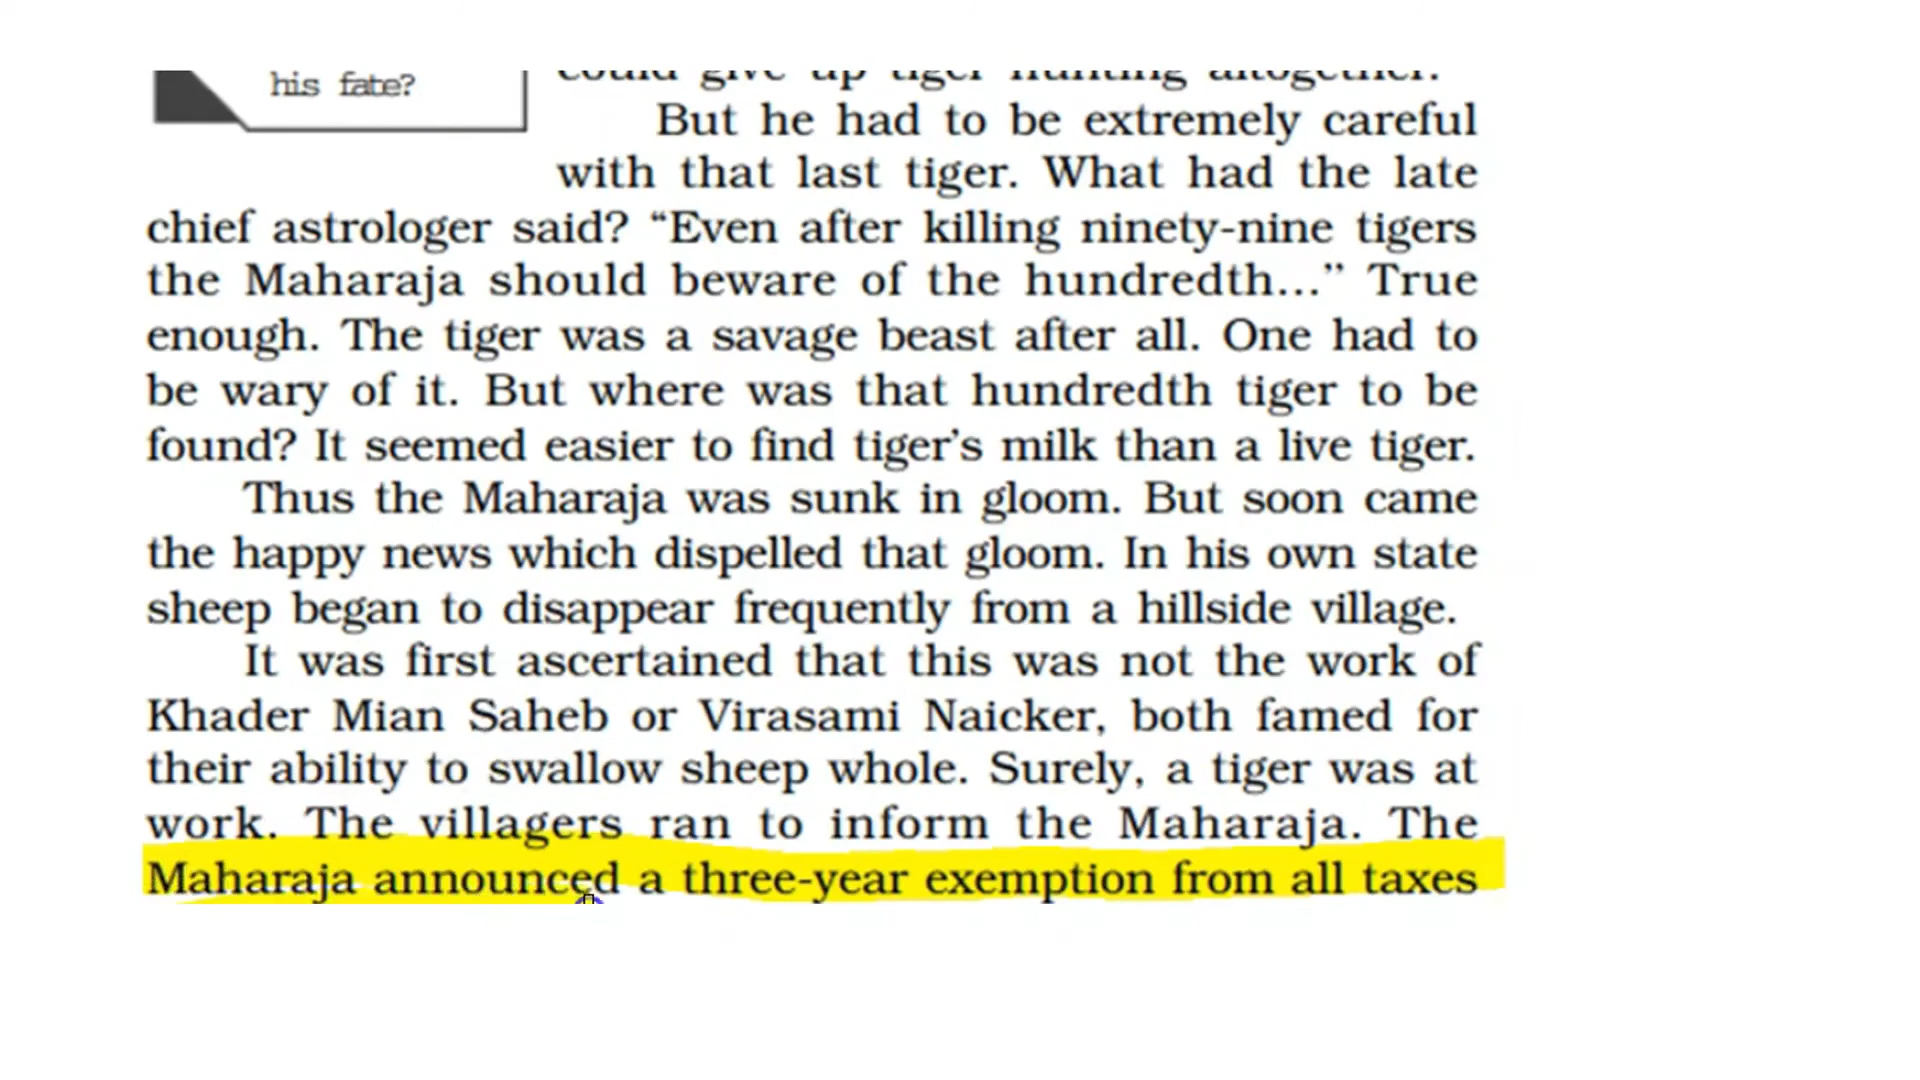 his fate?
could give up tiger hunting altogether.
But he had to be extremely careful
with that last tiger. What had the late
chief astrologer said? “Even after killing ninety-nine tigers
the Maharaja should beware of the hundredth...’’ True
enough. The tiger was a savage beast after all. One had to
be wary of it. But where was that hundredth tiger to be
found? It seemed easier to find tiger’s milk than a live tiger.
Thus the Maharaja was sunk in gloom. But soon came
the happy news which dispelled that gloom. In his own state
sheep began to disappear frequently from a hillside village.
It was first ascertained that this was not the work of
Khader Mian Saheb or Virasami Naicker, both famed for
their ability to swallow sheep whole. Surely, a tiger was at
work. The villagers ran to inform the Maharaja. The
Maharaja announced a three-year exemption from all taxes